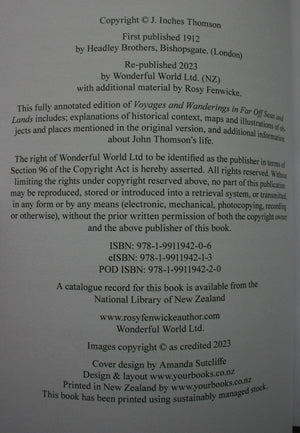 Copyright © J. Inches Thomson
First published 1912
by Headley Brothers, Bishopsgate. (London)
Re-published 2023
by Wonderful World Ltd. (NZ)
with additional material by Rosy Fenwicke.
This fully annotated edition of Voyages and Wanderings in Far Off Seas and
Lands includes; explanations of historical context, maps and illustrations of ob-
jects and places mentioned in the original version, and additional information
about John Thomson's life.
The right of Wonderful World Ltd to be identified as the publisher in terms of
Section 96 of the Copyright Act is hereby asserted. All rights reserved. Without
limiting the rights under copyright reserved above, no part of this publication
may be reproduced, stored or introduced into a retrieval system, or transmitted,
in any form or by any means (electronic, mechanical, photocopying, recording
or otherwise), without the prior written permission of both the copyright owner
and the above publisher of this book.
ISBN: 978-1-9911942-0-6
eISBN: 978-1-9911942-1-3
POD ISBN: 978-1-9911942-2-0
A catalogue record for this book is available from the
National Library of New Zealand
www.rosyfenwickeauthor.com
Wonderful World Ltd.
Images copyright © as credited 2023
Cover design by Amanda Sutcliffe
Design & layout www.yourbooks.co.nz
Printed in New Zealand by www.yourbooks.co.nz
This book has been printed using sustainably managed stock.